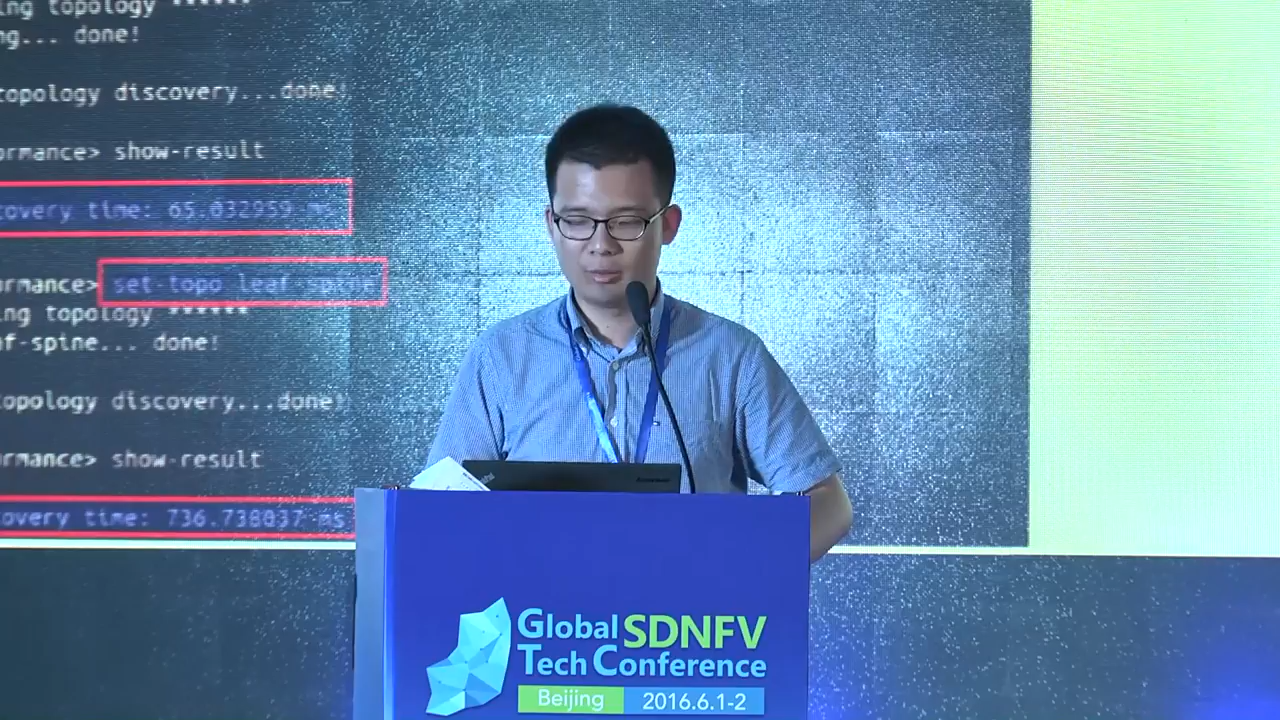 ing topology ******
ng... done!
topology discovery...done!
ormance> show-result
covery time: 65.032959 ms
ormance> set topo leaf-spine
ing topology ******
af-spine... done!
topology discovery...done!
ormance> show-result
covery time: 736.738037 ms
Global SDNFV
Tech Conference
Beijing 2016.6.1-2